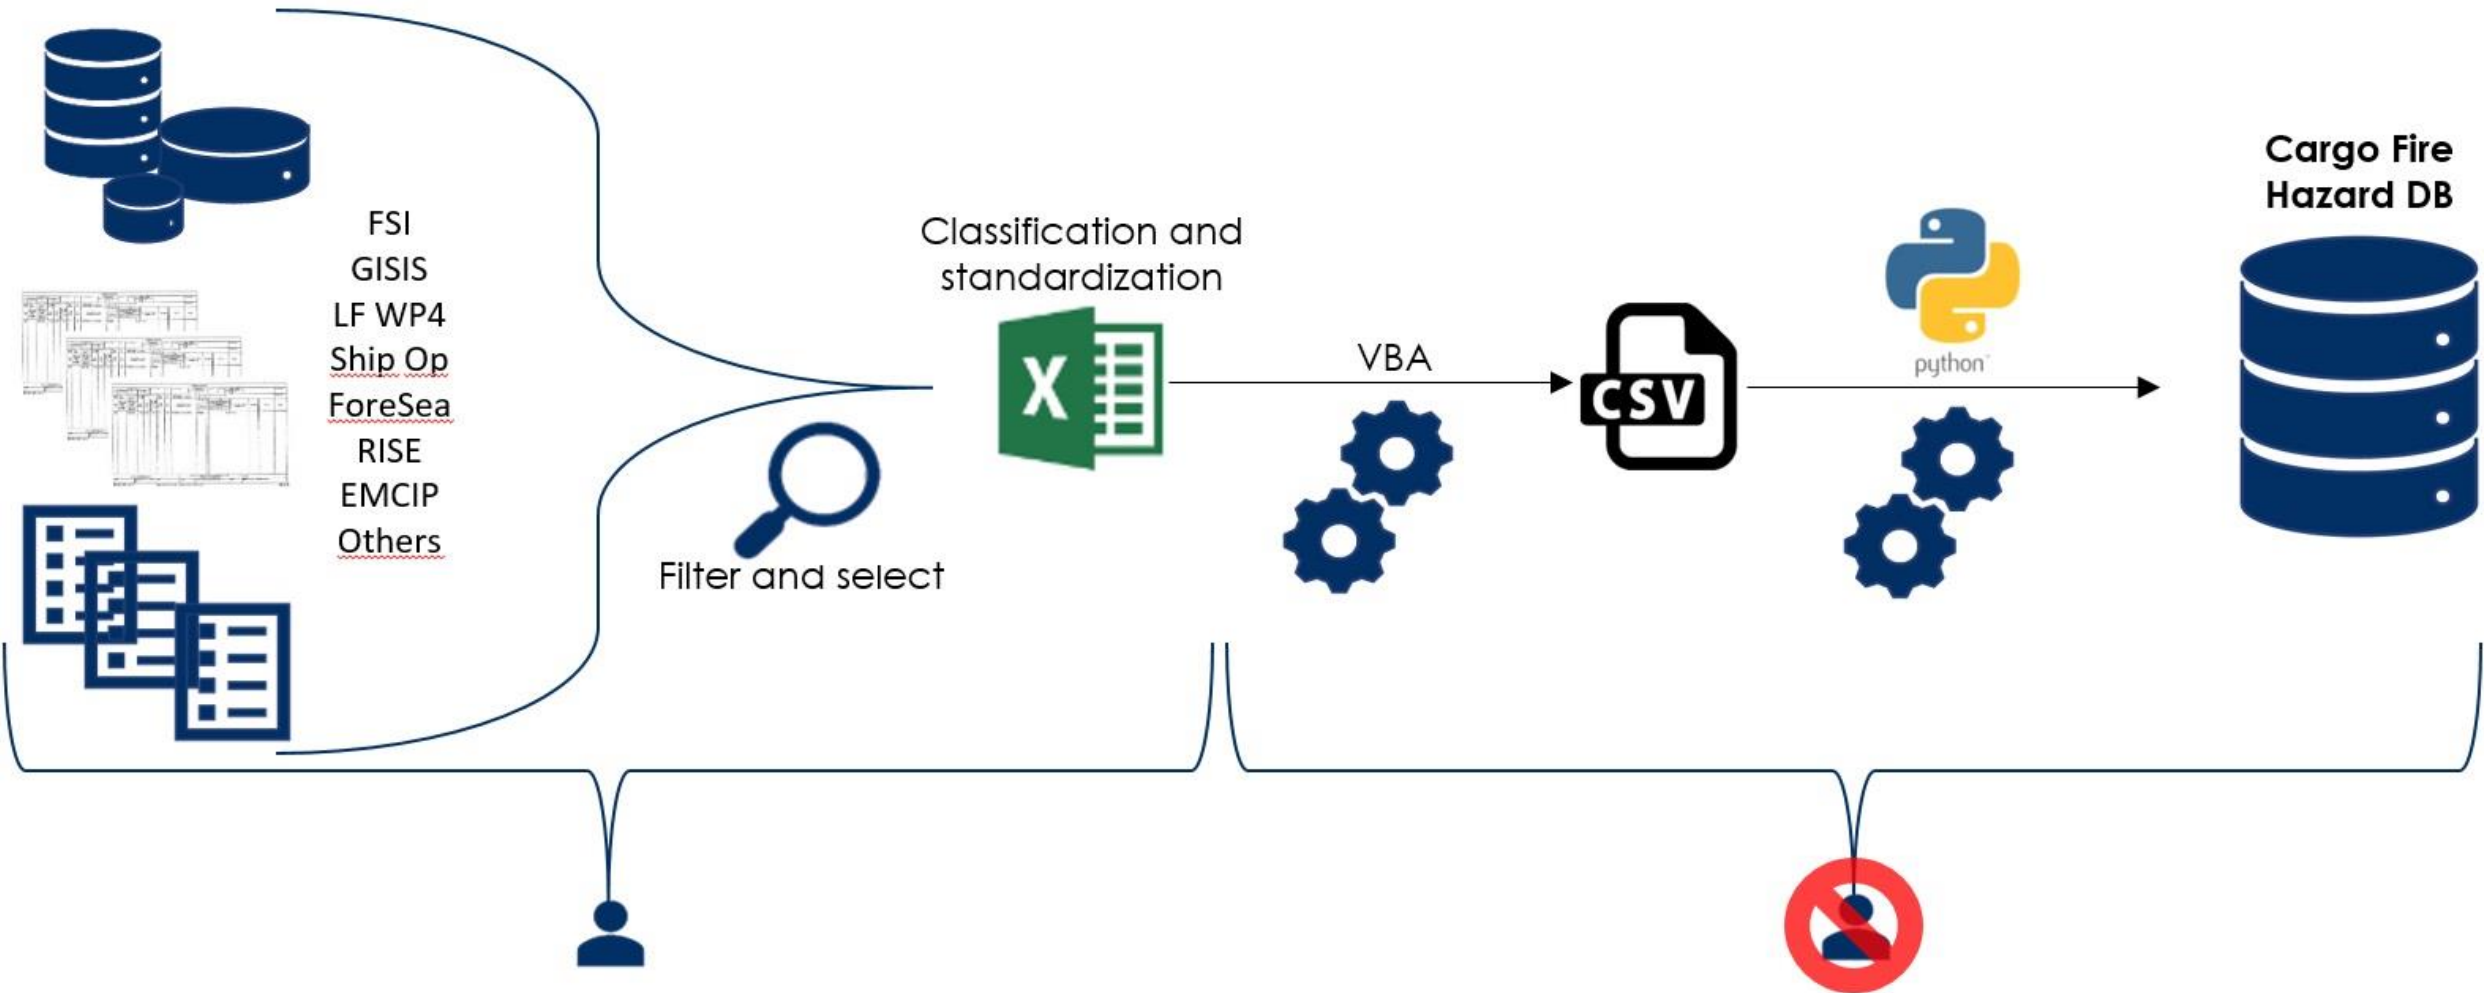 FSI
GISIS
LF WP4
Ship Op
ForeSea
RISE
EMCIP
Others
Filter and select
Classification and
standardization
X
VBA
CSV
python
Cargo Fire
Hazard DB